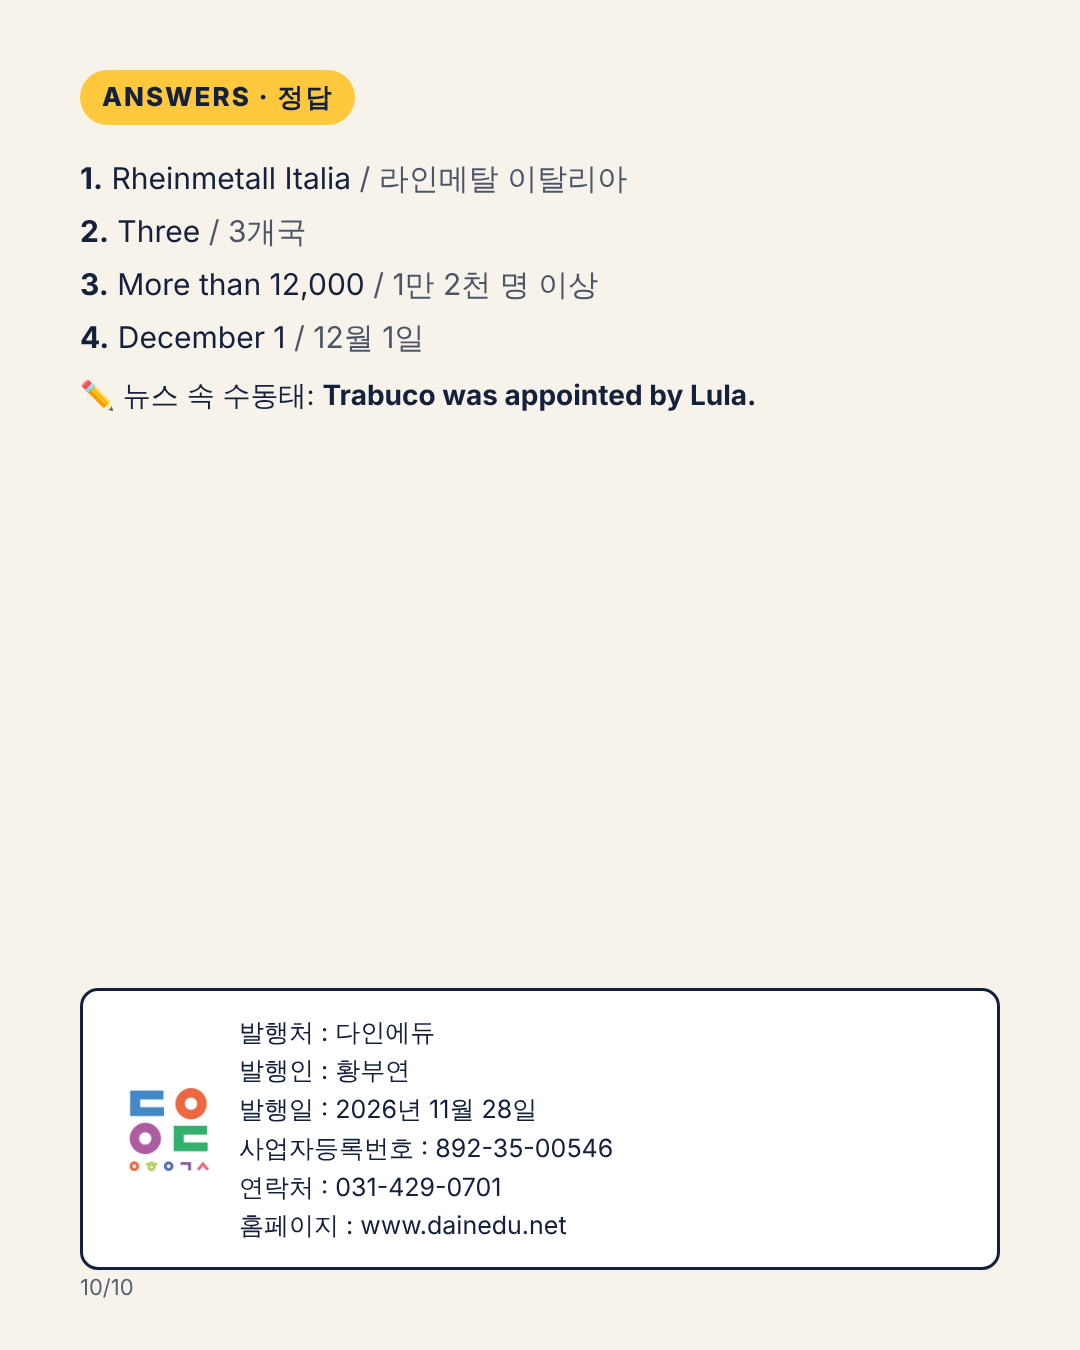 ANSWERS · 정답
1. Rheinmetall Italia / 라인메탈 이탈리아
2. Three / 3개국
3. More than 12,000 / 1만 2천 명 이상
4. December 1 / 12월 1일
✏️ 뉴스 속 수동태: Trabuco was appointed by Lula.
발행처 : 다인에듀
발행인 : 황부연
발행일 : 2026년 11월 28일
사업자등록번호 : 892-35-00546
연락처 : 031-429-0701
홈페이지 : www.dainedu.net
10/10